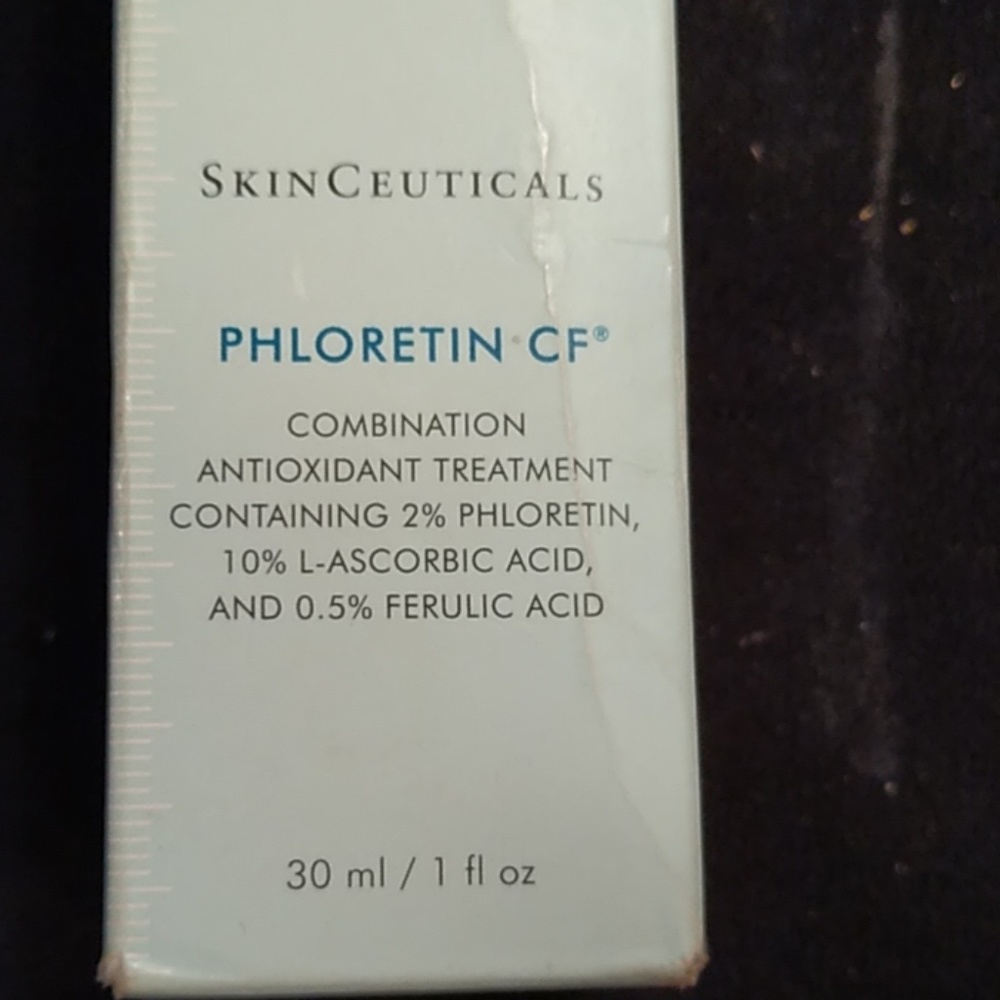 SKINCEUTICALS
PHLORETIN CF®
COMBINATION
ANTIOXIDANT TREATMENT
CONTAINING 2% PHLORETIN,
10% L-ASCORBIC ACID,
AND 0.5% FERULIC ACID
30 ml / 1 fl oz